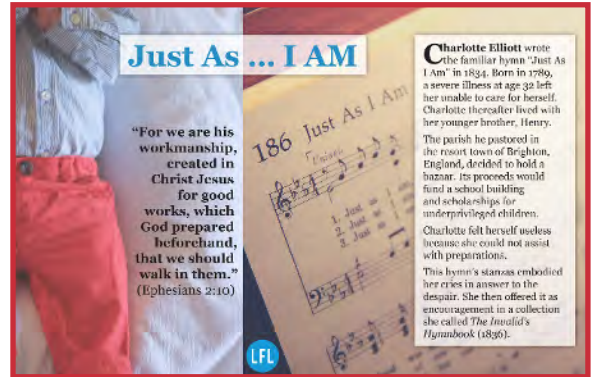 Just As ... I AM
“For we are his
workmanship,
created in
Christ Jesus
for good
works, which
God prepared
beforehand,
that we should
walk in them.”
(Ephesians 2:10)
186 Just As I Am
Unison
1. Just as I
2. Just as I
3. Just as I
LFL
Charlotte Elliott wrote
the familiar hymn “Just As
I Am” in 1834. Born in 1789,
a severe illness at age 32 left
her unable to care for herself.
Charlotte thereafter lived with
her younger brother, Henry.
The parish he pastored in
the resort town of Brighton,
England, decided to hold a
bazaar. Its proceeds would
fund a school building
and scholarships for
underprivileged children.
Charlotte felt herself useless
because she could not assist
with preparations.
This hymn’s stanzas embodied
her cries in answer to the
despair. She then offered it as
encouragement in a collection
she called The Invalid’s
Hymnbook (1836).